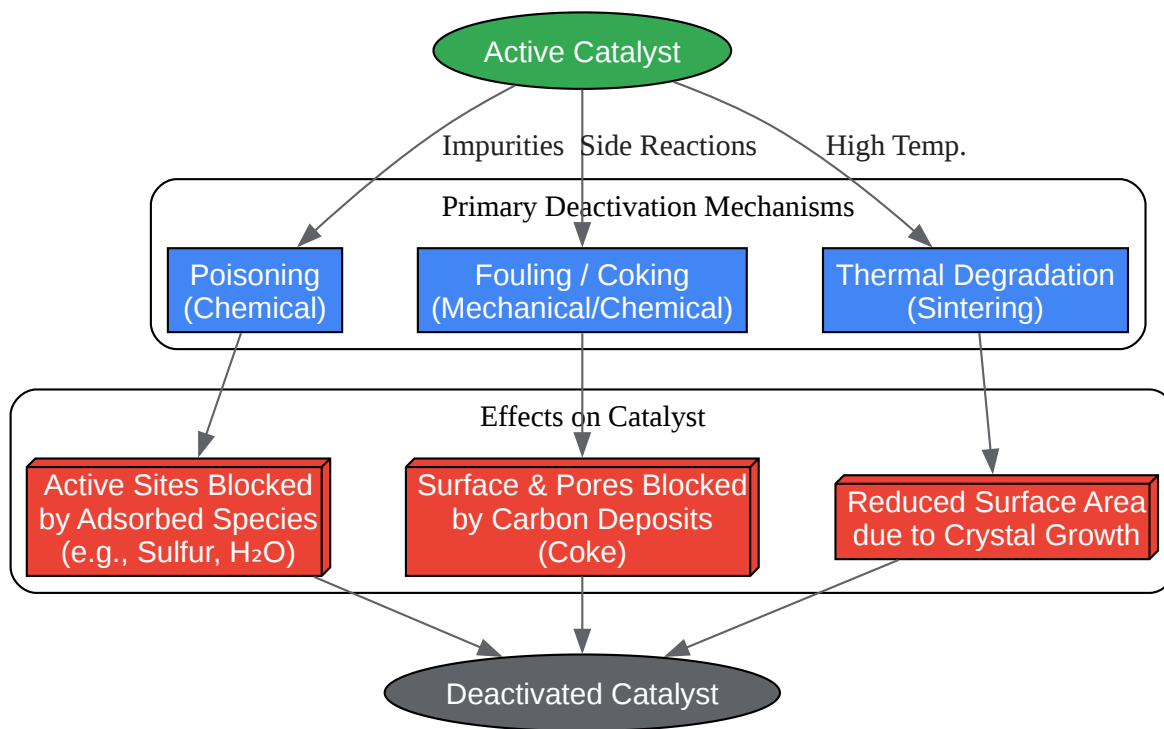 Active Catalyst
Impurities
Side Reactions
High Temp.
Primary Deactivation Mechanisms
Poisoning
(Chemical)
Fouling / Coking
(Mechanical/Chemical)
Thermal Degradation
(Sintering)
Effects on Catalyst
Active Sites Blocked
by Adsorbed Species
(e.g., Sulfur, H₂O)
Surface & Pores Blocked
by Carbon Deposits
(Coke)
Reduced Surface Area
due to Crystal Growth
Deactivated Catalyst